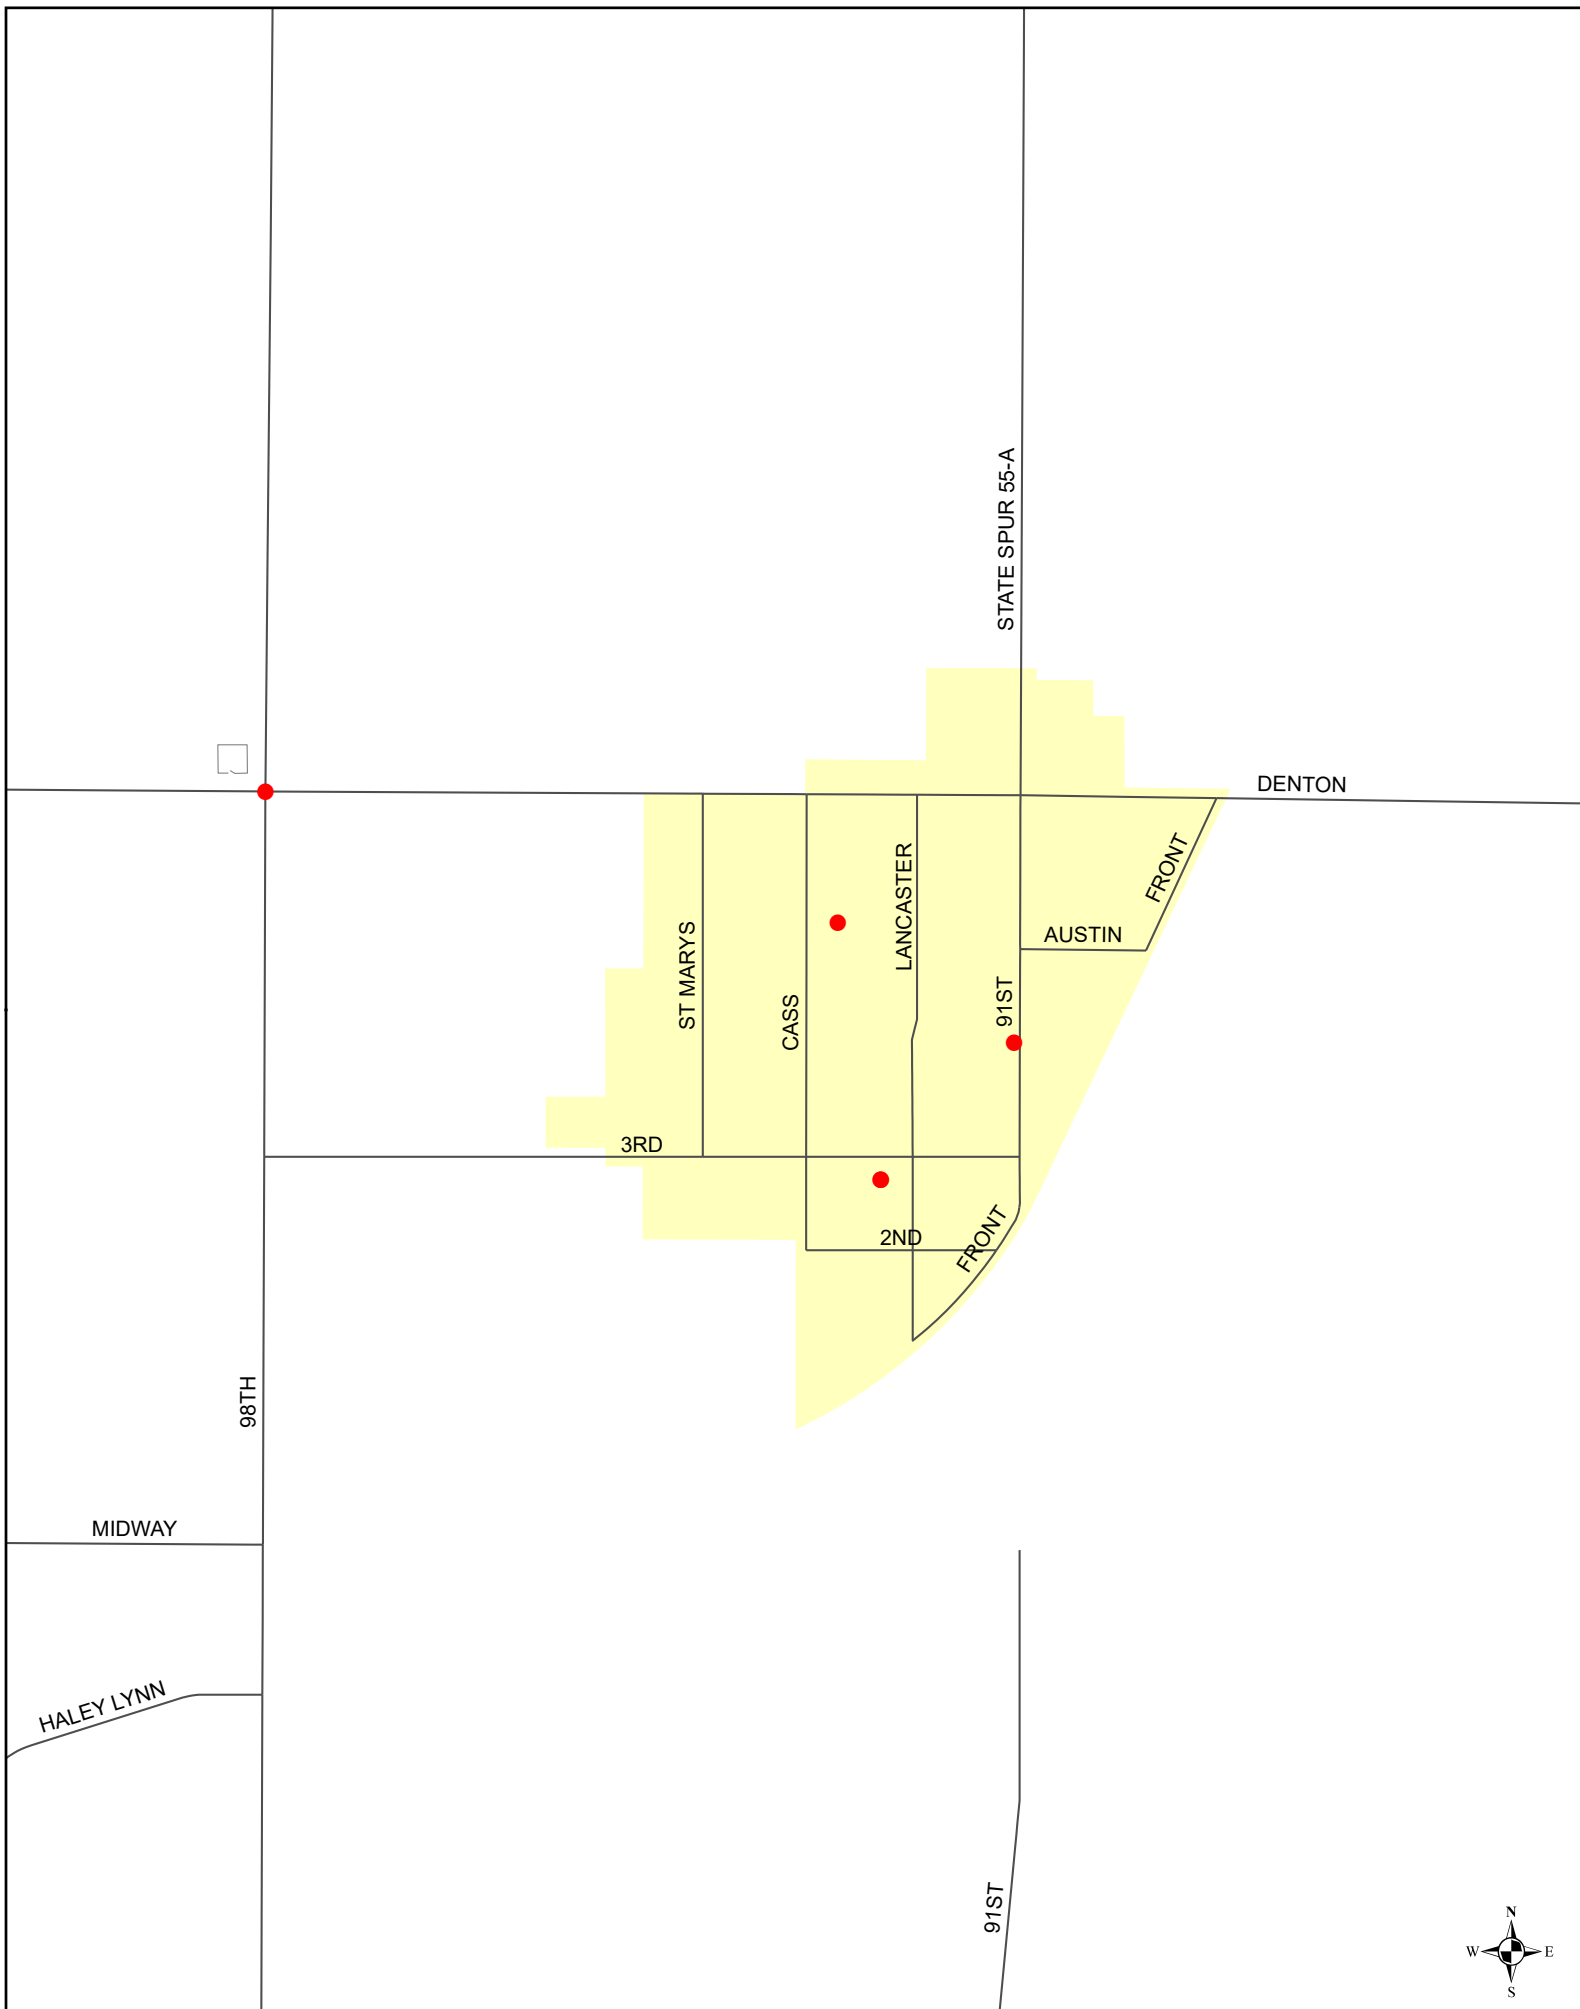 STATE SPUR 55-A
DENTON
FRONT
LANCASTER
AUSTIN
ST MARYS
CASS
91ST
3RD
2ND
FRONT
98TH
MIDWAY
HALEY LYNN
91ST
N
W
E
S